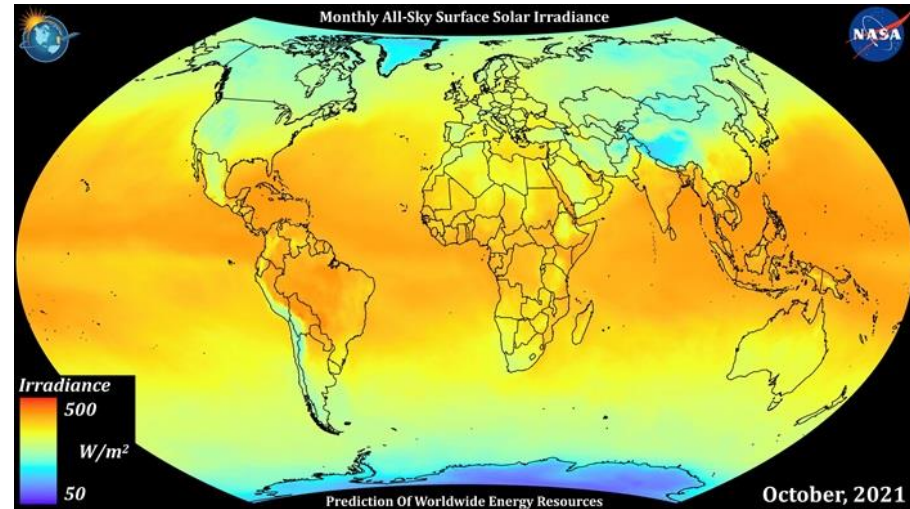 Monthly All-Sky Surface Solar Irradiance
NASA
Irradiance
500
W/m²
50
Prediction Of Worldwide Energy Resources
October, 2021